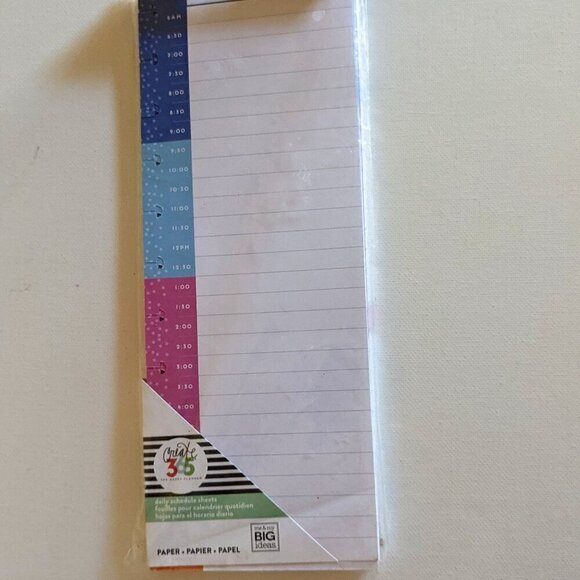 6AM
6:30
7:00
7:30
8:00
8:30
9:00
9:30
10:00
10:30
11:00
11:30
12PM
12:30
1:00
1:30
2:00
2:30
3:00
3:30
4:00
Create
365
THE HAPPY PLANNER
daily schedule sheets
feuilles pour calendrier quotidien
hojas para el horario diario
me & my
BIG
ideas
PAPER • PAPIER • PAPEL